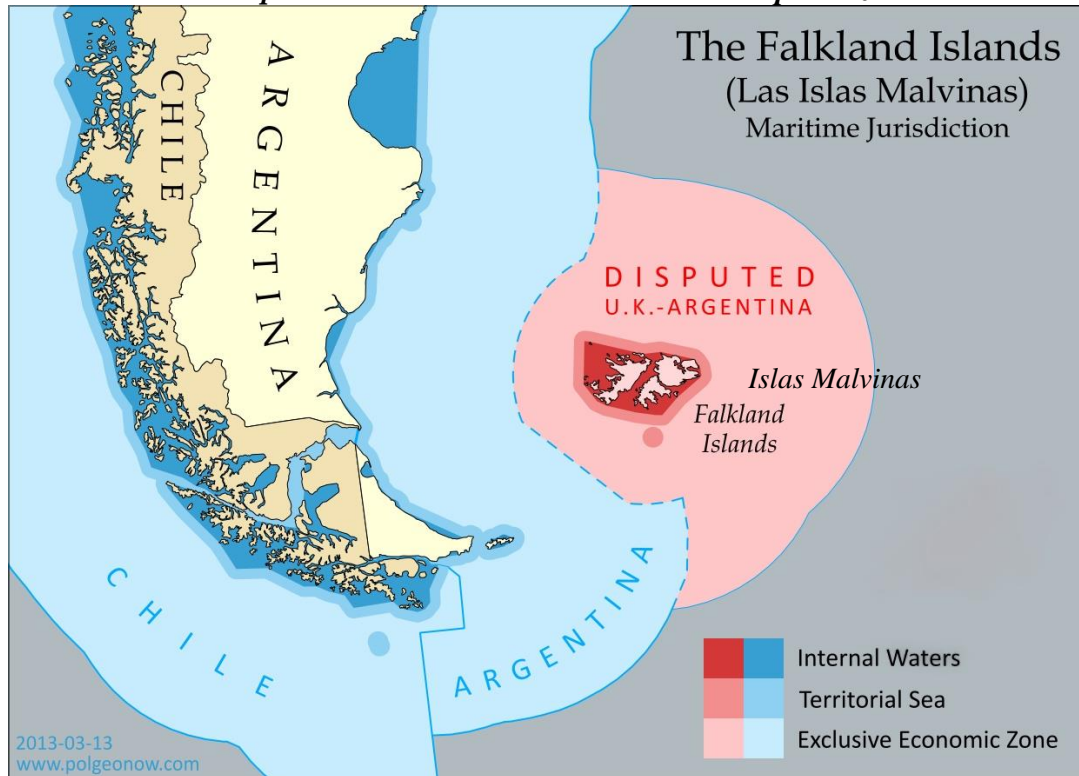 The Falkland Islands
(Las Islas Malvinas)
Maritime Jurisdiction
CHILE
ARGENTINA
DISPUTED
U.K.-ARGENTINA
Islas Malvinas
Falkland
Islands
CHILE
ARGENTINA
Internal Waters
Territorial Sea
Exclusive Economic Zone
2013-03-13
www.polgeonow.com